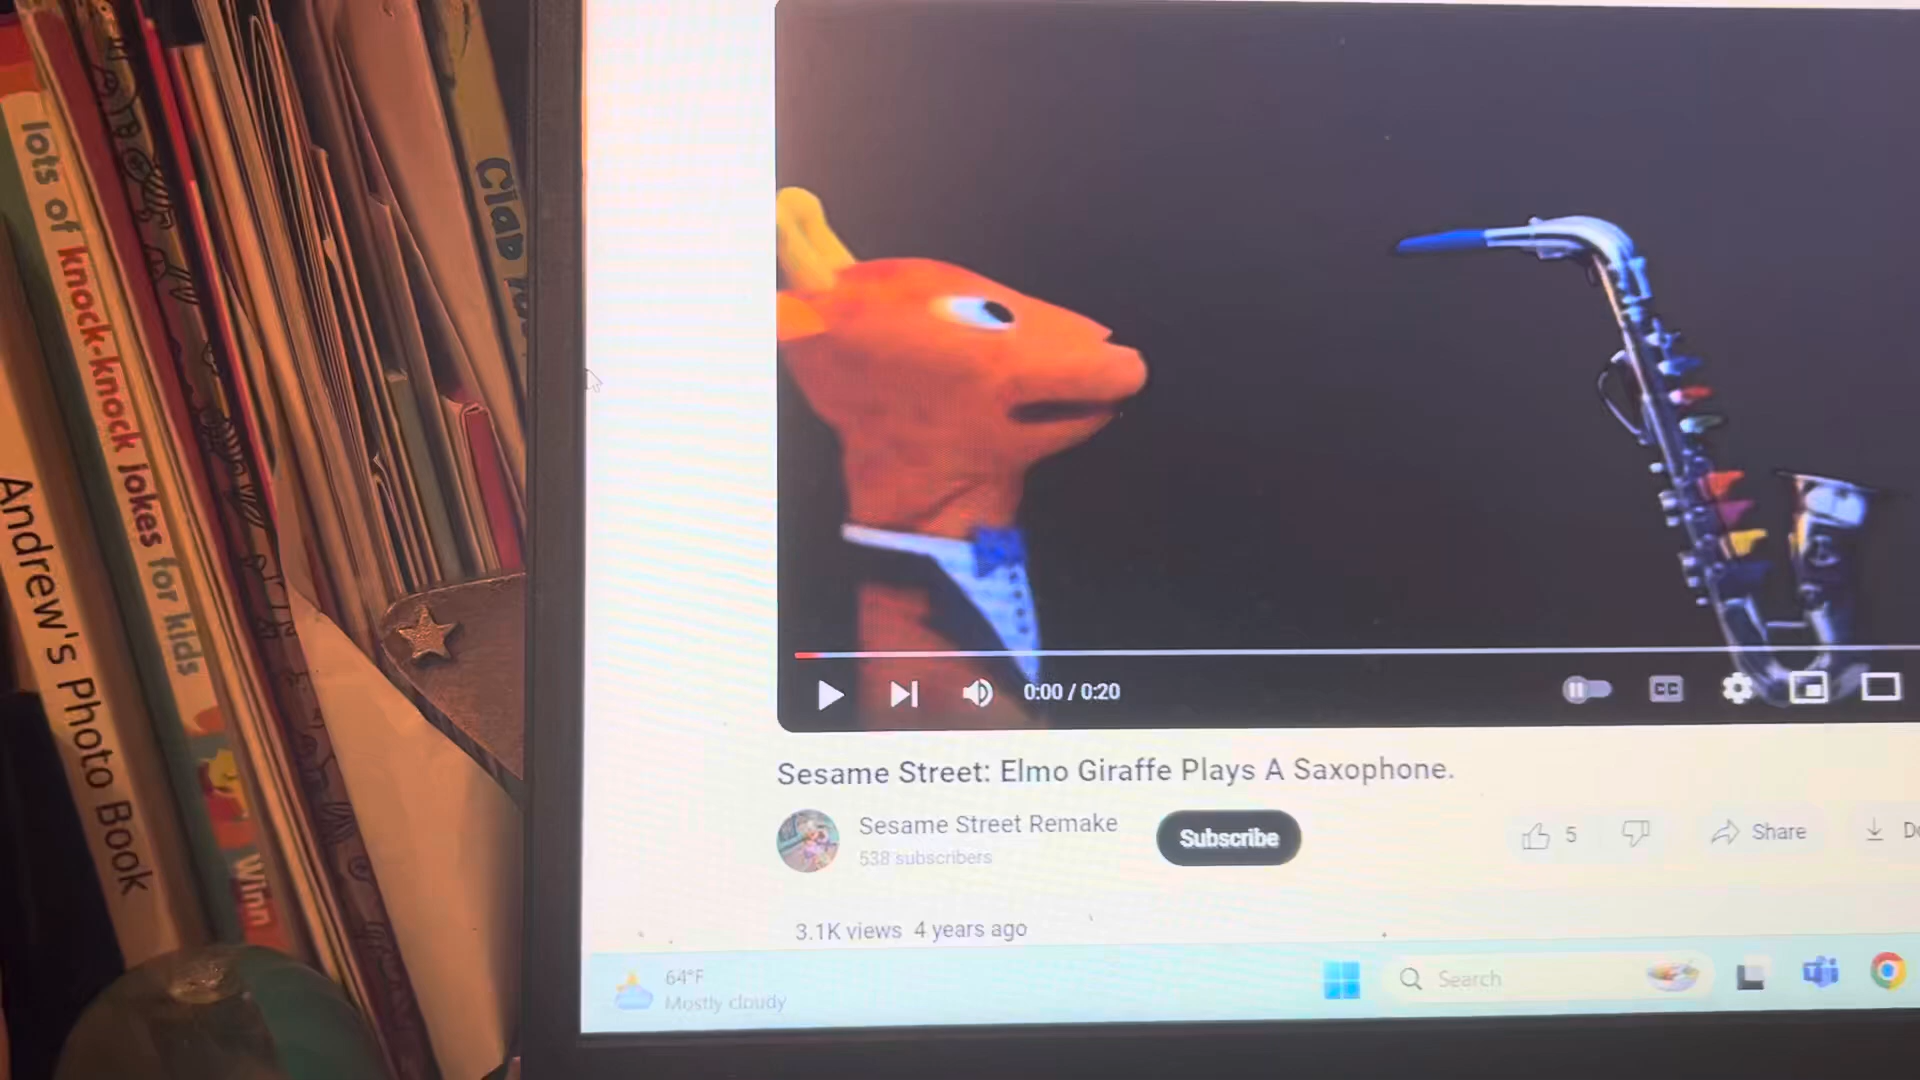 lots of knock-knock jokes for kids
Winn
Andrew's Photo Book
Clap
0:00 / 0:20
CC
Sesame Street: Elmo Giraffe Plays A Saxophone.
Sesame Street Remake
538 subscribers
Subscribe
5
Share
3.1K views 4 years ago
64°F
Mostly cloudy
Search